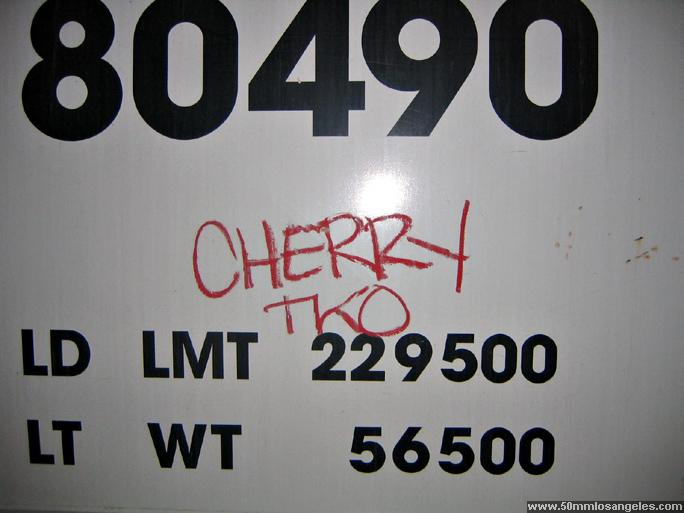 80490
CHERRY
TKO
LD LMT 229500
LT WT 56500
www.50mmlosangeles.com